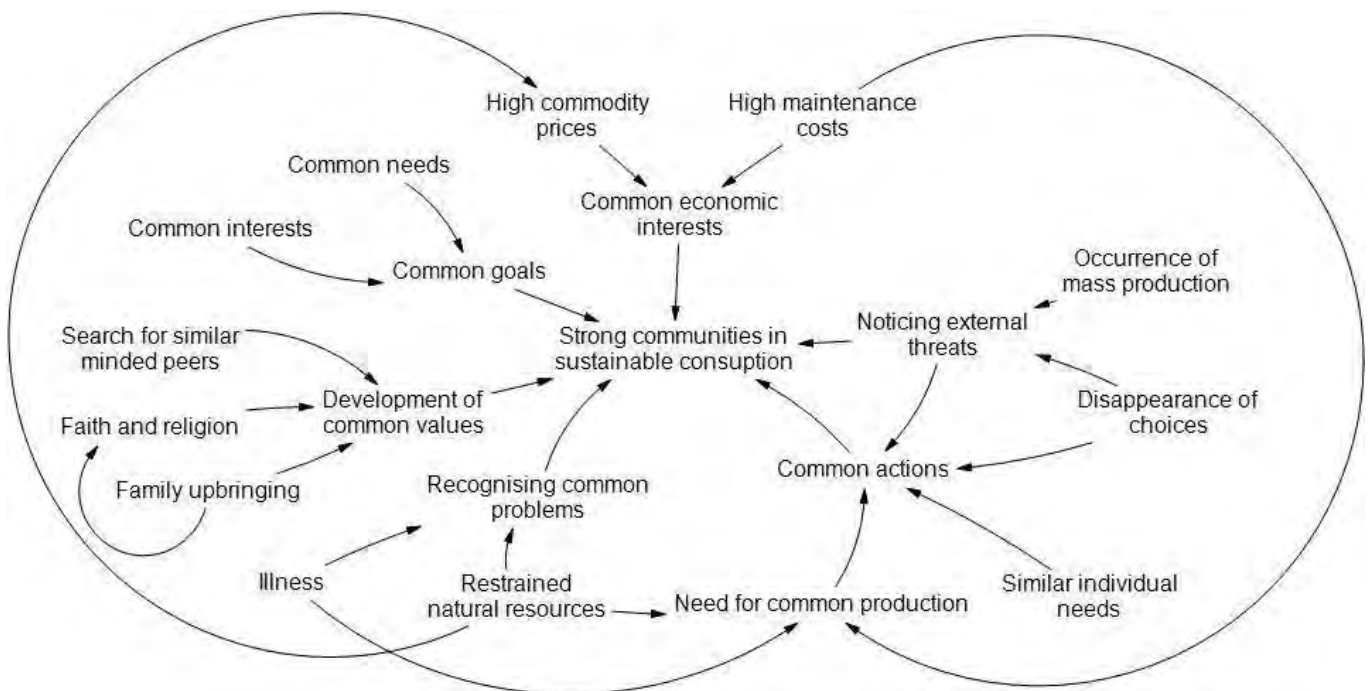 High commodity
prices
High maintenance
costs
Common needs
Common economic
interests
Common interests
Common goals
Occurrence of
mass production
Search for similar
minded peers
Strong communities in
sustainable consuption
Noticing external
threats
Development of
common values
Disappearance of
choices
Faith and religion
Common actions
Family upbringing
Recognising common
problems
Illness
Restrained
natural resources
Need for common production
Similar individual
needs